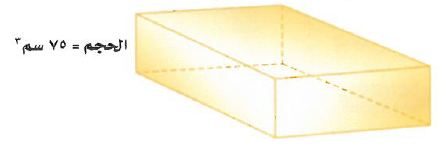 الحجم = ٧٥ سم٣